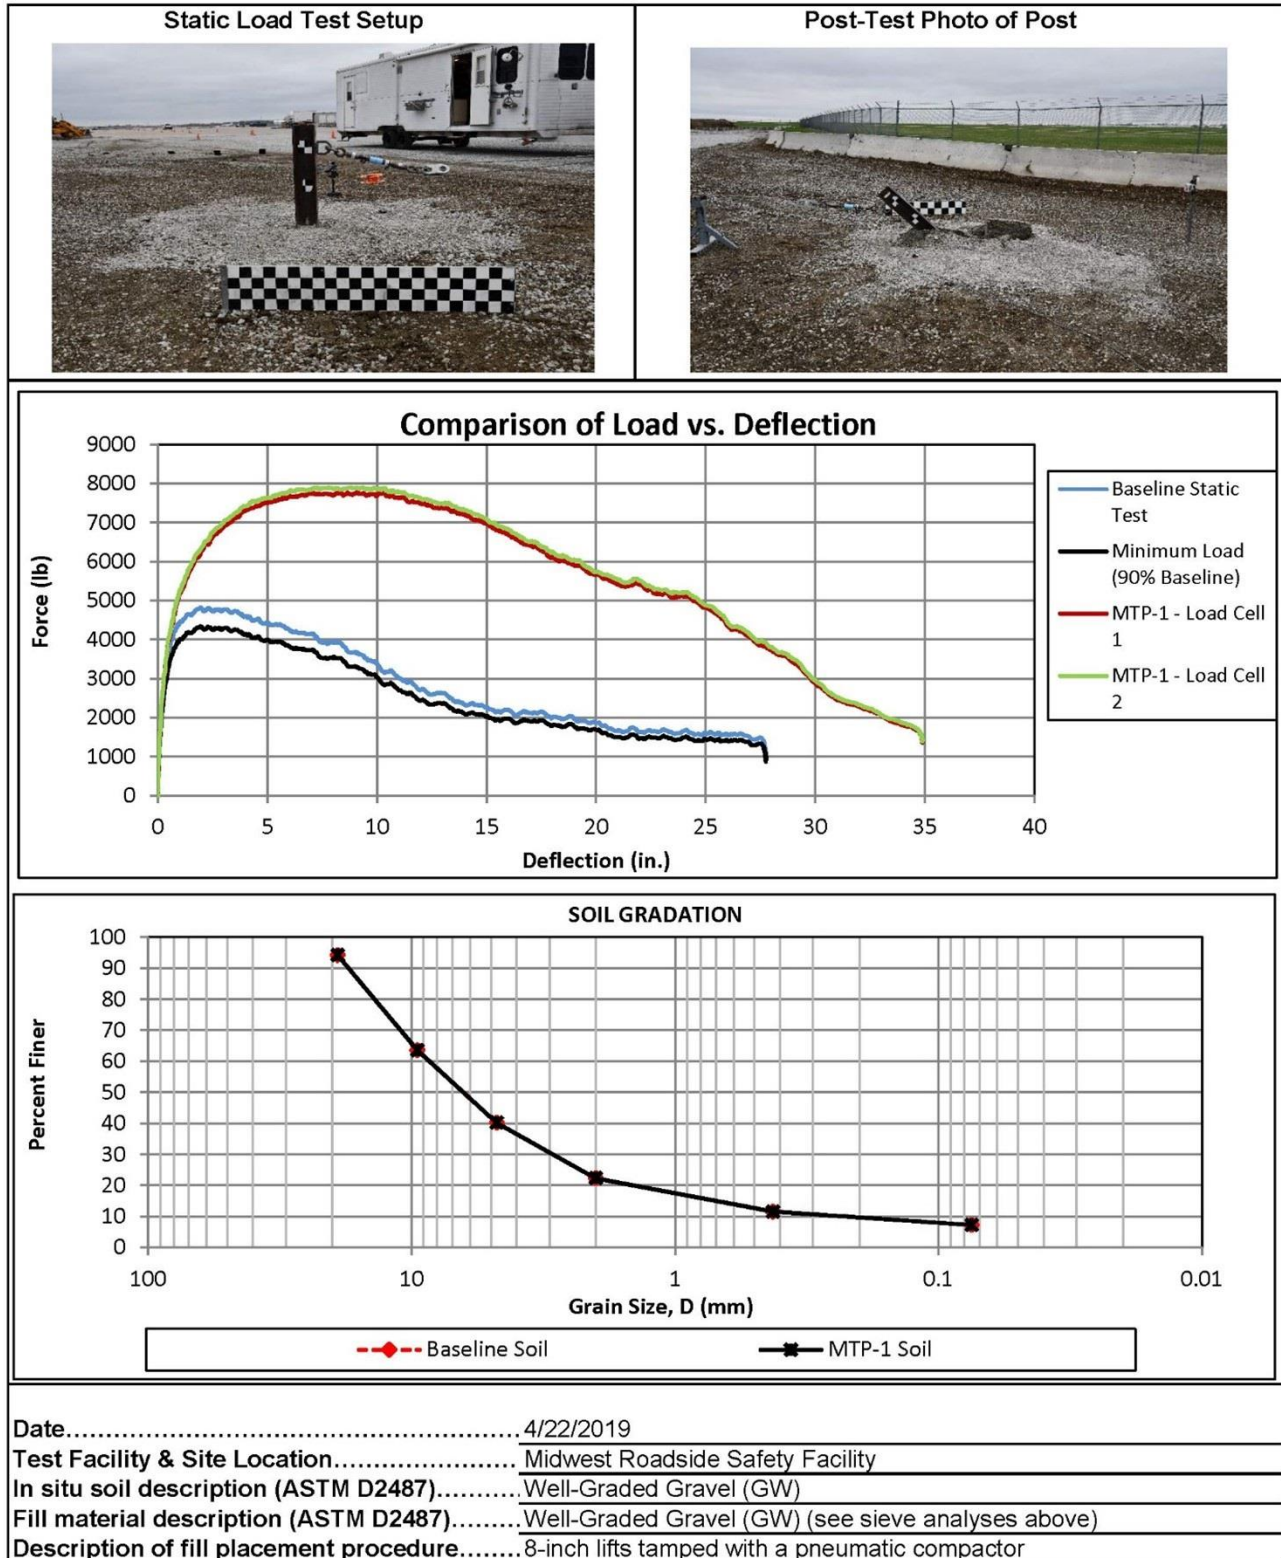 Static Load Test Setup
Post-Test Photo of Post
Comparison of Load vs. Deflection
9000
8000
7000
6000
5000
4000
3000
2000
1000
0
Force (lb)
0 5 10 15 20 25 30 35 40
Deflection (in.)
Baseline Static
Test
Minimum Load
(90% Baseline)
MTP-1 - Load Cell
1
MTP-1 - Load Cell
2
SOIL GRADATION
100
90
80
70
60
50
40
30
20
10
0
Percent Finer
100 10 1 0.1 0.01
Grain Size, D (mm)
Baseline Soil MTP-1 Soil
Date................................................ 4/22/2019
Test Facility & Site Location...................... Midwest Roadside Safety Facility
In situ soil description (ASTM D2487).......... Well-Graded Gravel (GW)
Fill material description (ASTM D2487)........ Well-Graded Gravel (GW) (see sieve analyses above)
Description of fill placement procedure........ 8-inch lifts tamped with a pneumatic compactor